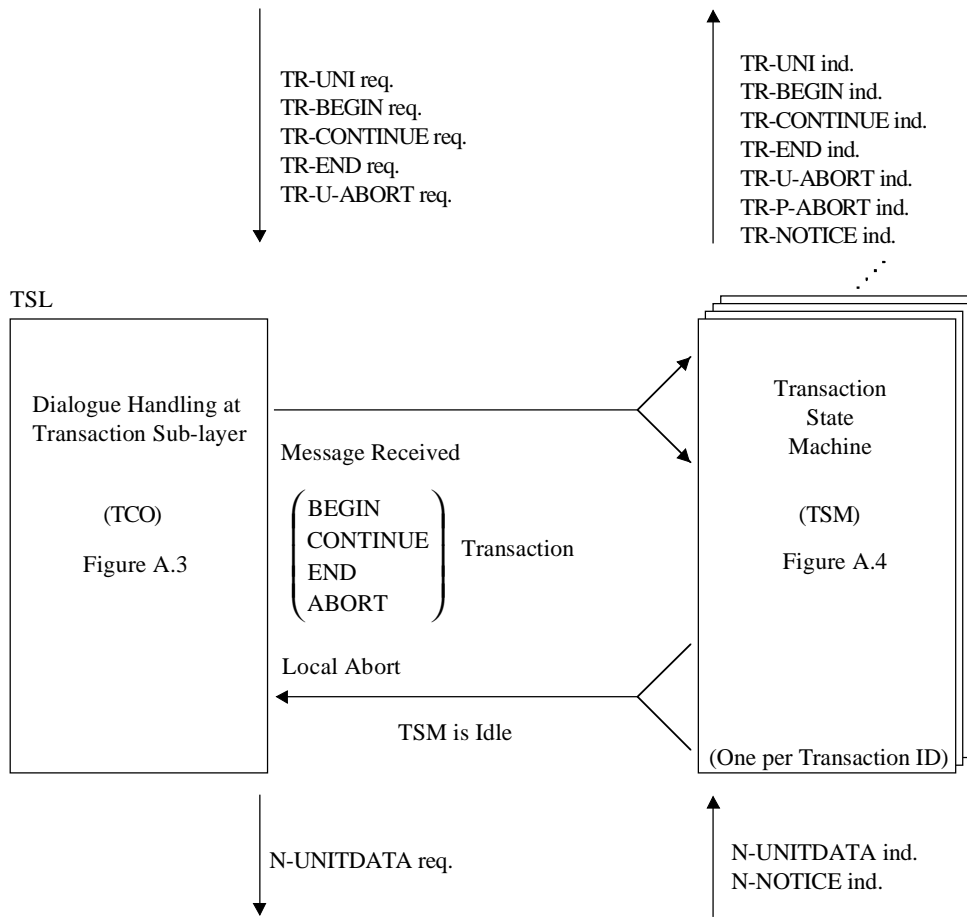 TR-UNI req.
TR-BEGIN req.
TR-CONTINUE req.
TR-END req.
TR-U-ABORT req.
TR-UNI ind.
TR-BEGIN ind.
TR-CONTINUE ind.
TR-END ind.
TR-U-ABORT ind.
TR-P-ABORT ind.
TR-NOTICE ind.
TSL
Dialogue Handling at
Transaction Sub-layer
(TCO)
Figure A.3
Message Received
BEGIN
CONTINUE
END
ABORT
Transaction
Local Abort
TSM is Idle
Transaction
State
Machine
(TSM)
Figure A.4
(One per Transaction ID)
N-UNITDATA req.
N-UNITDATA ind.
N-NOTICE ind.